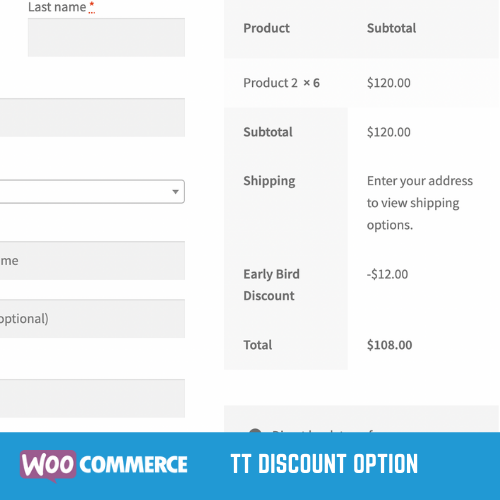 Last name *
me
optional)
Product Subtotal
Product 2 × 6 $120.00
Subtotal $120.00
Shipping Enter your address
to view shipping
options.
Early Bird -$12.00
Discount
Total $108.00
WOO COMMERCE TT DISCOUNT OPTION